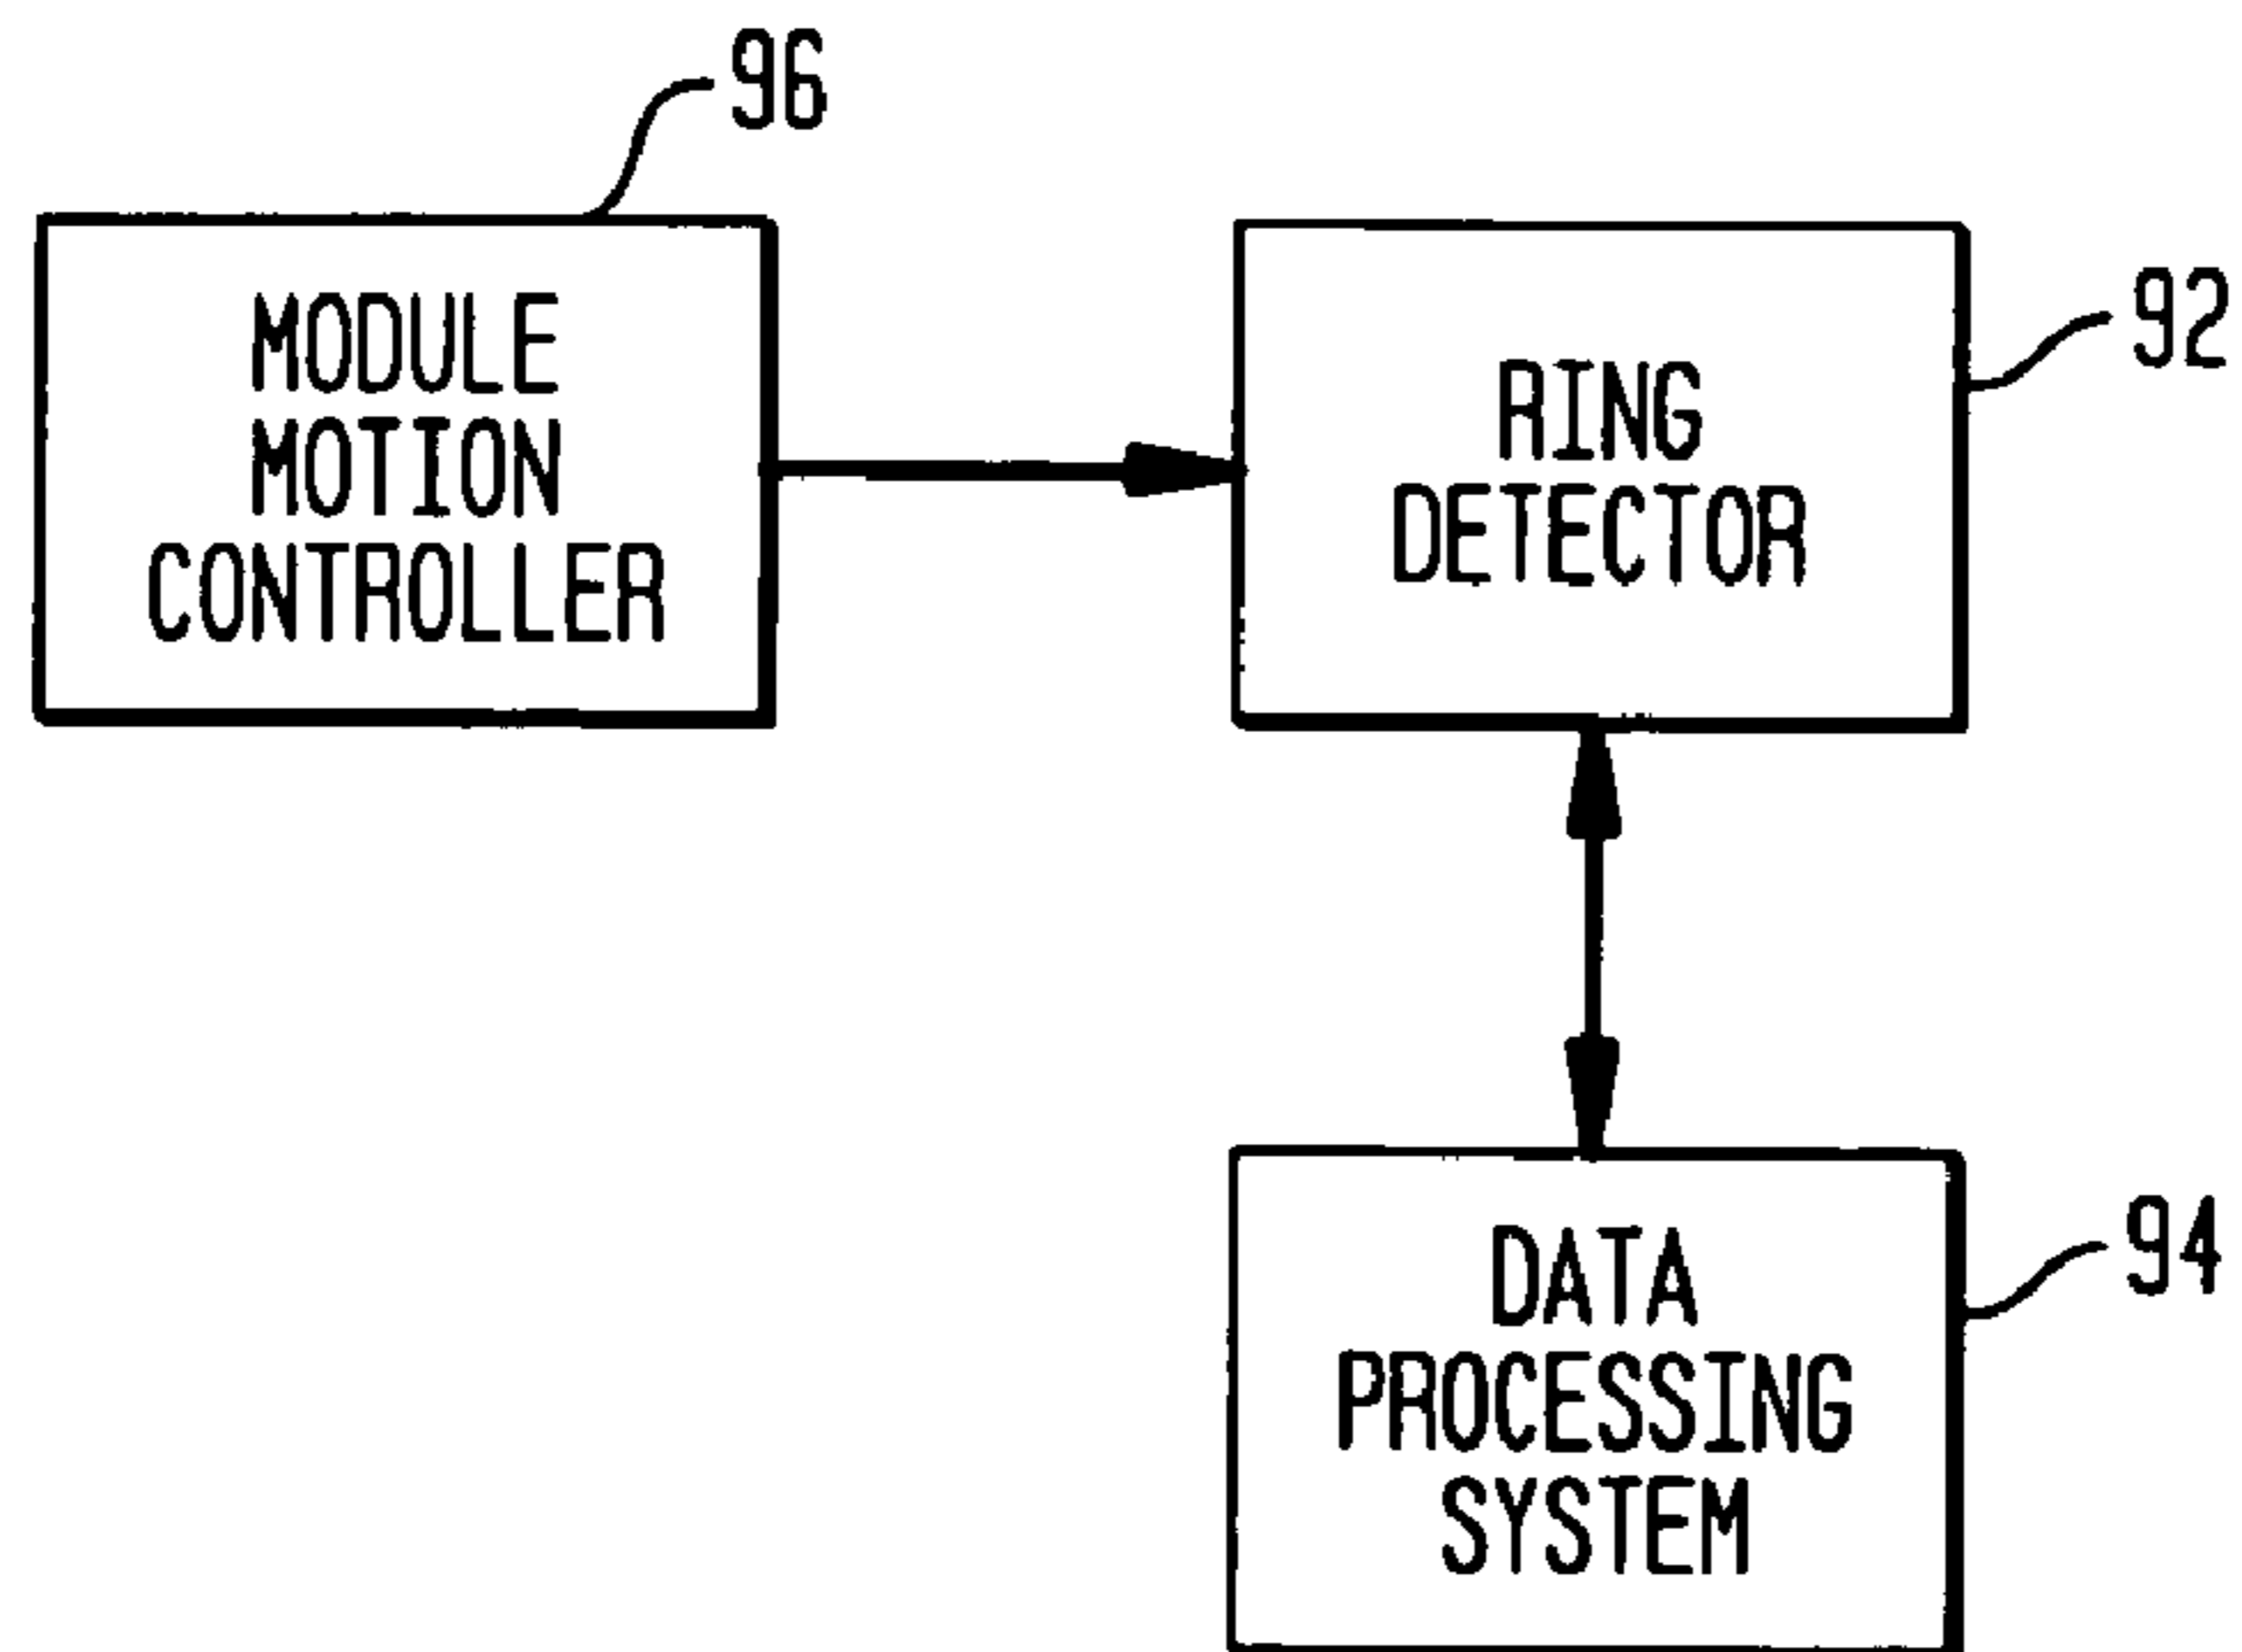 96
MODULE
MOTION
CONTROLLER
RING
DETECTOR
92
DATA
PROCESSING
SYSTEM
94